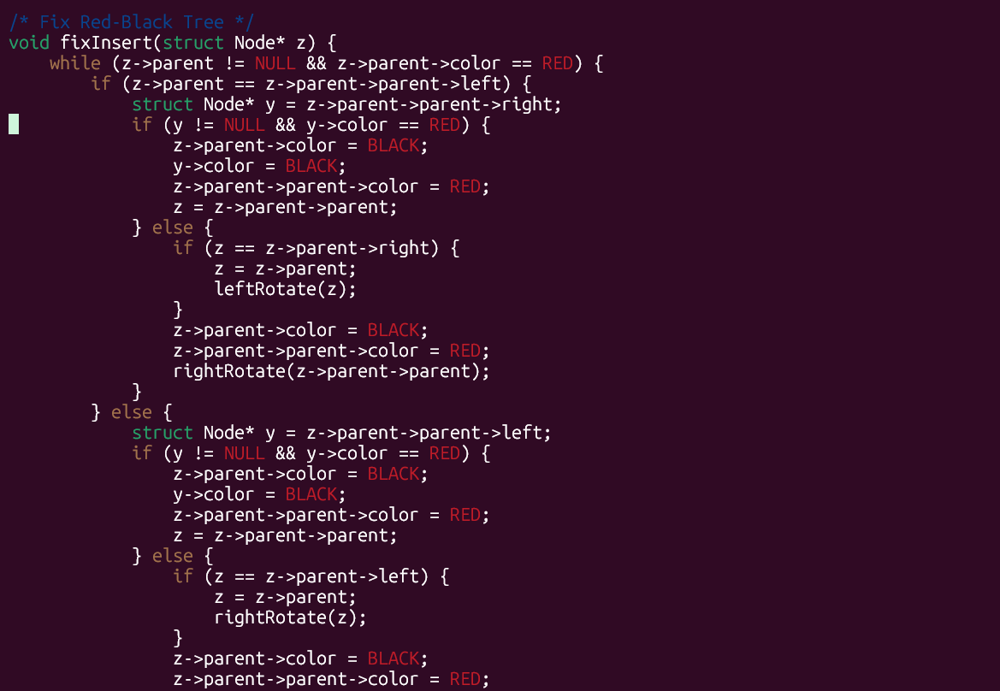 /* Fix Red-Black Tree */
void fixInsert(struct Node* z) {
    while (z->parent != NULL && z->parent->color == RED) {
        if (z->parent == z->parent->parent->left) {
            struct Node* y = z->parent->parent->right;
            if (y != NULL && y->color == RED) {
                z->parent->color = BLACK;
                y->color = BLACK;
                z->parent->parent->color = RED;
                z = z->parent->parent;
            } else {
                if (z == z->parent->right) {
                    z = z->parent;
                    leftRotate(z);
                }
                z->parent->color = BLACK;
                z->parent->parent->color = RED;
                rightRotate(z->parent->parent);
            }
        } else {
            struct Node* y = z->parent->parent->left;
            if (y != NULL && y->color == RED) {
                z->parent->color = BLACK;
                y->color = BLACK;
                z->parent->parent->color = RED;
                z = z->parent->parent;
            } else {
                if (z == z->parent->left) {
                    z = z->parent;
                    rightRotate(z);
                }
                z->parent->color = BLACK;
                z->parent->parent->color = RED;